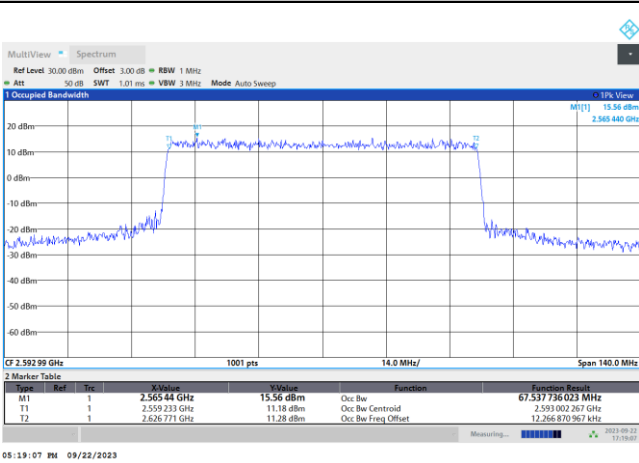 MultiView Spectrum
Ref Level 30.00 dBm Offset 3.00 dB RBW 1 MHz
Att 50 dB SWT 1.01 ms VBW 3 MHz Mode Auto Sweep
1 Occupied Bandwidth 1Pk View
M1[1] 15.56 dBm
2.565 440 GHz
M1
T1 T2
20 dBm
10 dBm
0 dBm
-10 dBm
-20 dBm
-30 dBm
-40 dBm
-50 dBm
-60 dBm
CF 2.592 99 GHz 1001 pts 14.0 MHz/ Span 140.0 MHz
2 Marker Table
Type Ref Trc X-Value Y-Value Function Function Result
M1 1 2.565 44 GHz 15.56 dBm Occ Bw 67.537 736 023 MHz
T1 1 2.559 233 GHz 11.18 dBm Occ Bw Centroid 2.593 002 267 GHz
T2 1 2.626 771 GHz 11.28 dBm Occ Bw Freq Offset 12.266 870 967 kHz
Measuring... 2023-09-22
17:19:07
05:19:07 PM 09/22/2023